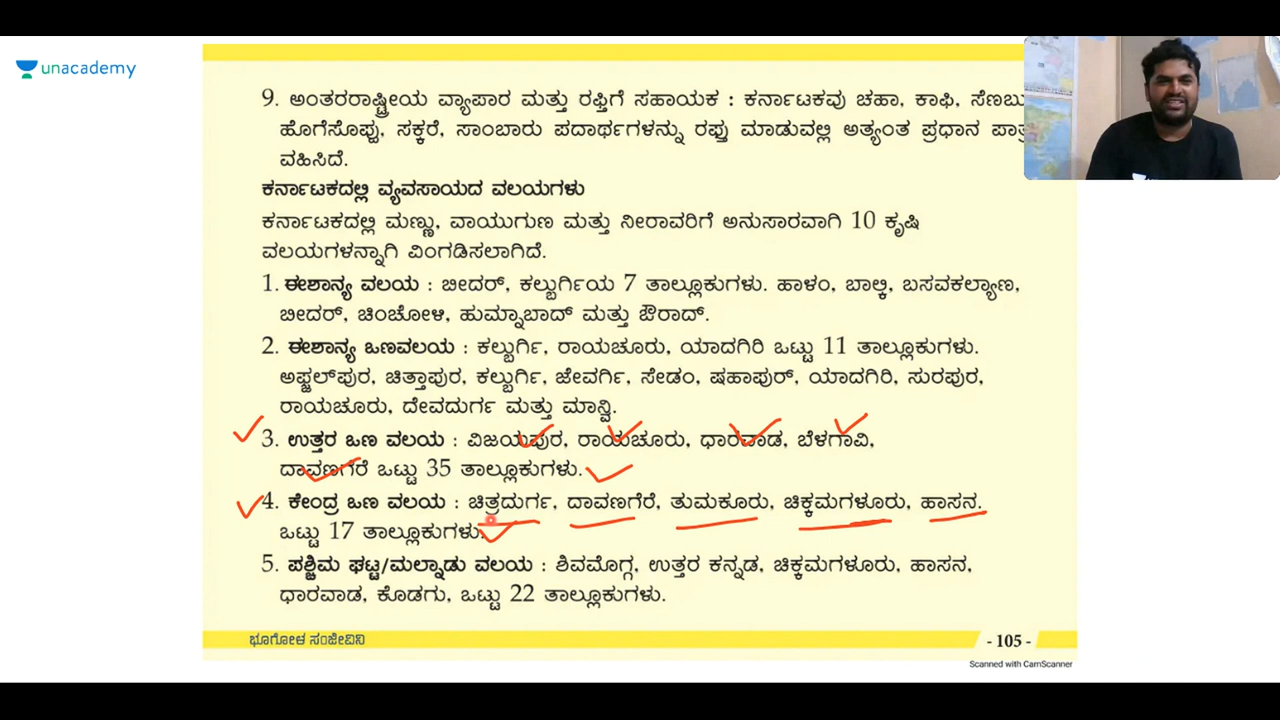 unacademy
9. ಅಂತರರಾಷ್ಟ್ರೀಯ ವ್ಯಾಪಾರ ಮತ್ತು ರಫ್ತಿಗೆ ಸಹಾಯಕ : ಕರ್ನಾಟಕವು ಚಹಾ, ಕಾಫಿ,
ಹೊಗೆಸೊಪ್ಪು, ಸಕ್ಕರೆ, ಸಾಂಬಾರು ಪದಾರ್ಥಗಳನ್ನು ರಫ್ತು ಮಾಡುವಲ್ಲಿ ಅತ್ಯಂತ ಪ್ರಧಾನ
ವಹಿಸಿದೆ.
ಕರ್ನಾಟಕದಲ್ಲಿ ವ್ಯವಸಾಯದ ವಲಯಗಳು
ಕರ್ನಾಟಕದಲ್ಲಿ ಮಣ್ಣು, ವಾಯುಗುಣ ಮತ್ತು ನೀರಾವರಿಗೆ ಅನುಸಾರವಾಗಿ 10 ಕೃಷಿ
ವಲಯಗಳನ್ನಾಗಿ ವಿಂಗಡಿಸಲಾಗಿದೆ.
1. ಈಶಾನ್ಯ ವಲಯ : ಬೀದರ್, ಕಲ್ಬುರ್ಗಿಯ 7 ತಾಲ್ಲೂಕುಗಳು. ಹಾಳಂ, ಬಾಲ್ಕಿ, ಬಸವಕಲ್ಯಾಣ,
ಬೀದರ್, ಚಿಂಚೋಳಿ, ಹುಮ್ನಾಬಾದ್ ಮತ್ತು ಔರಾದ್.
2. ಈಶಾನ್ಯ ಒಣವಲಯ : ಕಲ್ಬುರ್ಗಿ, ರಾಯಚೂರು, ಯಾದಗಿರಿ ಒಟ್ಟು 11 ತಾಲ್ಲೂಕುಗಳು.
ಅಫ್ಜಲ್‌ಪುರ, ಚಿತ್ತಾಪುರ, ಕಲ್ಬುರ್ಗಿ, ಜೇವರ್ಗಿ, ಸೇಡಂ, ಷಹಾಪುರ್, ಯಾದಗಿರಿ, ಸುರಪುರ,
ರಾಯಚೂರು, ದೇವದುರ್ಗ ಮತ್ತು ಮಾನ್ವಿ.
3. ಉತ್ತರ ಒಣ ವಲಯ : ವಿಜಯಪುರ, ರಾಯಚೂರು, ಧಾರವಾಡ, ಬೆಳಗಾವಿ,
ದಾವಣಗೆರೆ ಒಟ್ಟು 35 ತಾಲ್ಲೂಕುಗಳು.
4. ಕೇಂದ್ರ ಒಣ ವಲಯ : ಚಿತ್ರದುರ್ಗ, ದಾವಣಗೆರೆ, ತುಮಕೂರು, ಚಿಕ್ಕಮಗಳೂರು, ಹಾಸನ.
ಒಟ್ಟು 17 ತಾಲ್ಲೂಕುಗಳು.
5. ಪಶ್ಚಿಮ ಘಟ್ಟ/ಮಲ್ನಾಡು ವಲಯ : ಶಿವಮೊಗ್ಗ, ಉತ್ತರ ಕನ್ನಡ, ಚಿಕ್ಕಮಗಳೂರು, ಹಾಸನ,
ಧಾರವಾಡ, ಕೊಡಗು, ಒಟ್ಟು 22 ತಾಲ್ಲೂಕುಗಳು.
ಭೂಗೋಳ ಸಂಜೀವಿನಿ
- 105 -
Scanned with CamScanner